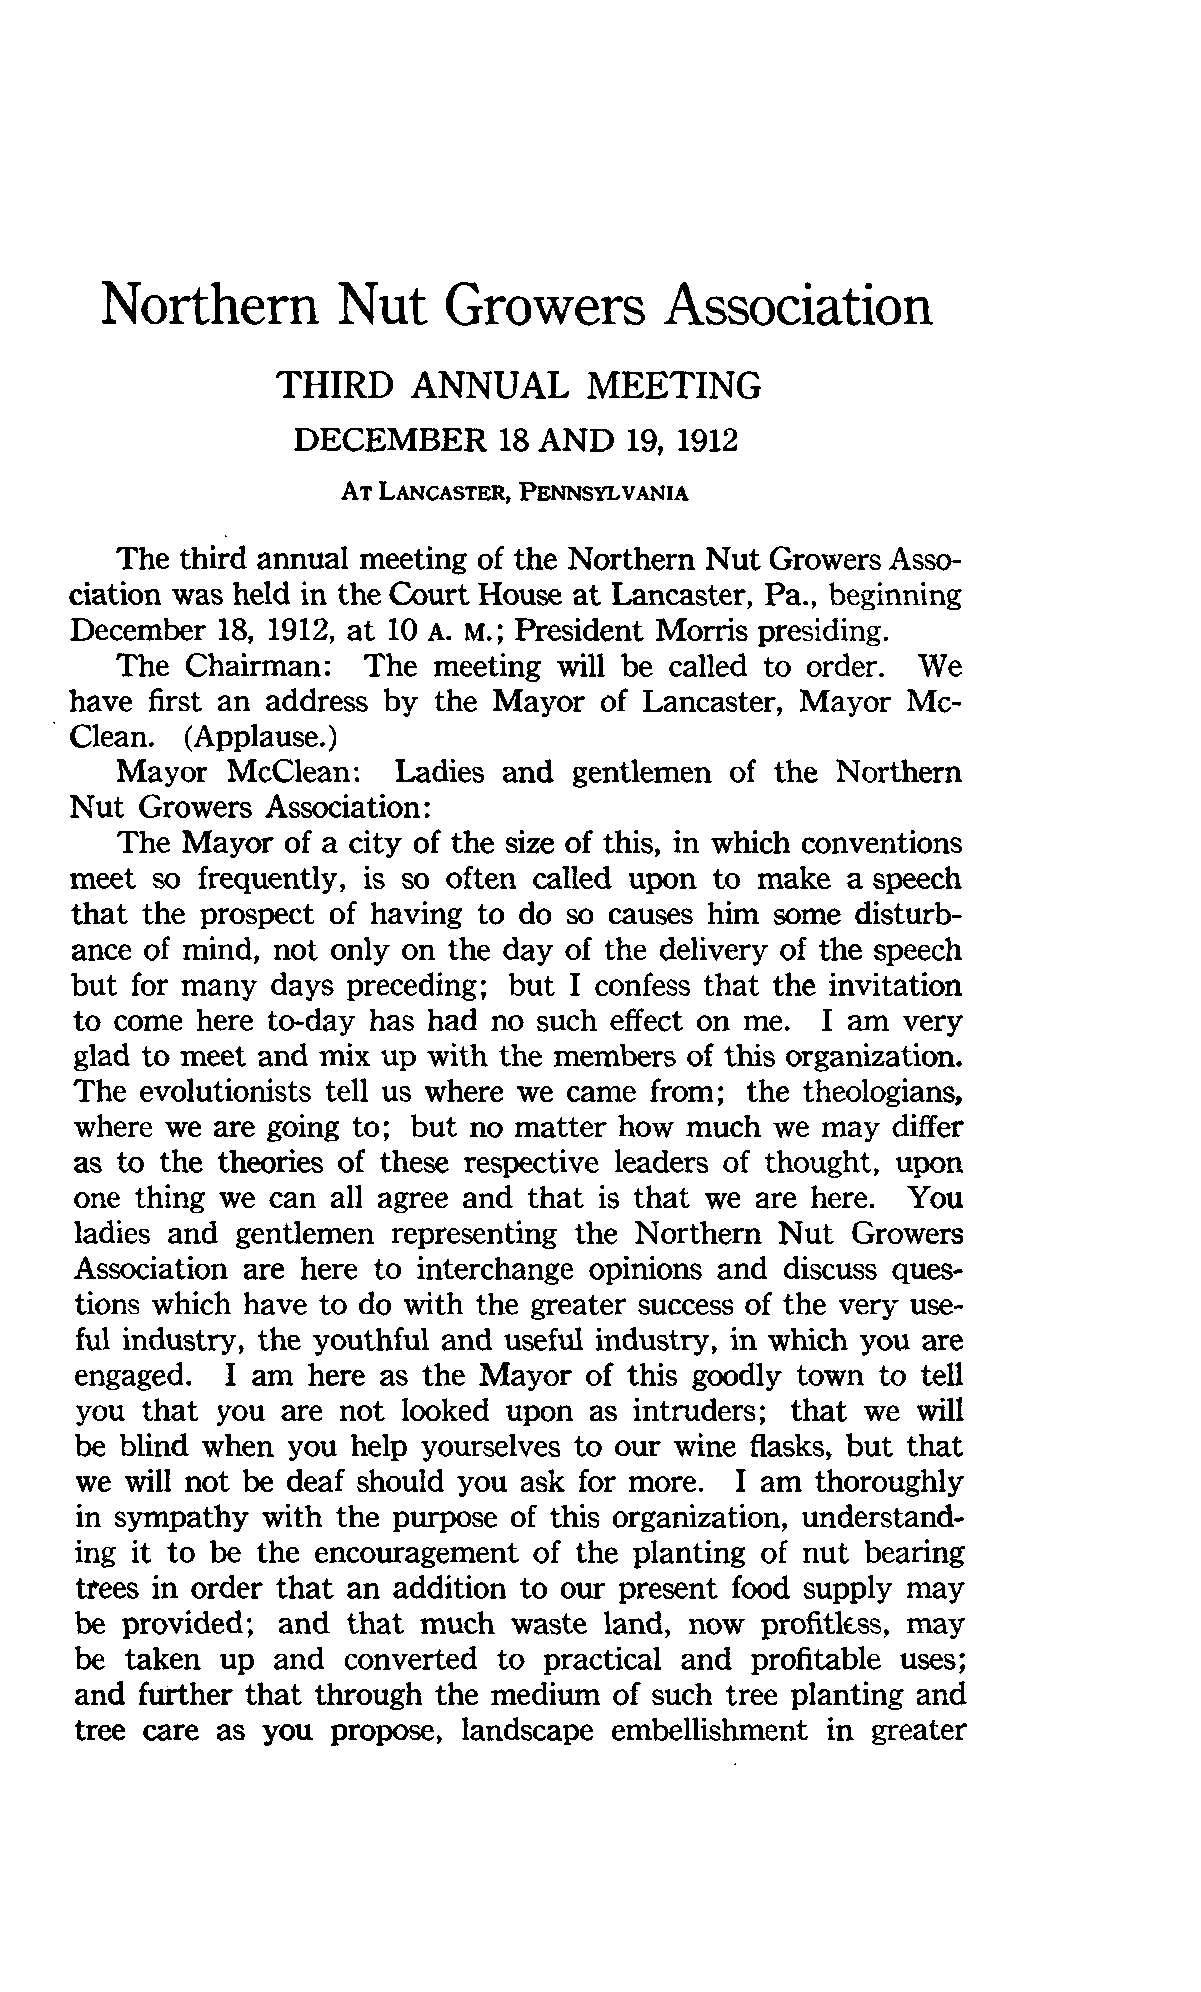 Northern Nut Growers Association
THIRD ANNUAL MEETING
DECEMBER 18 AND 19, 1912
AT LANCASTER, PENNSYLVANIA
The third annual meeting of the Northern Nut Growers Asso-
ciation was held in the Court House at Lancaster, Pa., beginning
December 18, 1912, at 10 A. M.; President Morris presiding.
The Chairman: The meeting will be called to order. We
have first an address by the Mayor of Lancaster, Mayor Mc-
Clean. (Applause.)
Mayor McClean: Ladies and gentlemen of the Northern
Nut Growers Association:
The Mayor of a city of the size of this, in which conventions
meet so frequently, is so often called upon to make a speech
that the prospect of having to do so causes him some disturb-
ance of mind, not only on the day of the delivery of the speech
but for many days preceding; but I confess that the invitation
to come here to-day has had no such effect on me. I am very
glad to meet and mix up with the members of this organization.
The evolutionists tell us where we came from; the theologians,
where we are going to; but no matter how much we may differ
as to the theories of these respective leaders of thought, upon
one thing we can all agree and that is that we are here. You
ladies and gentlemen representing the Northern Nut Growers
Association are here to interchange opinions and discuss ques-
tions which have to do with the greater success of the very use-
ful industry, the youthful and useful industry, in which you are
engaged. I am here as the Mayor of this goodly town to tell
you that you are not looked upon as intruders; that we will
be blind when you help yourselves to our wine flasks, but that
we will not be deaf should you ask for more. I am thoroughly
in sympathy with the purpose of this organization, understand-
ing it to be the encouragement of the planting of nut bearing
trees in order that an addition to our present food supply may
be provided; and that much waste land, now profitless, may
be taken up and converted to practical and profitable uses;
and further that through the medium of such tree planting and
tree care as you propose, landscape embellishment in greater